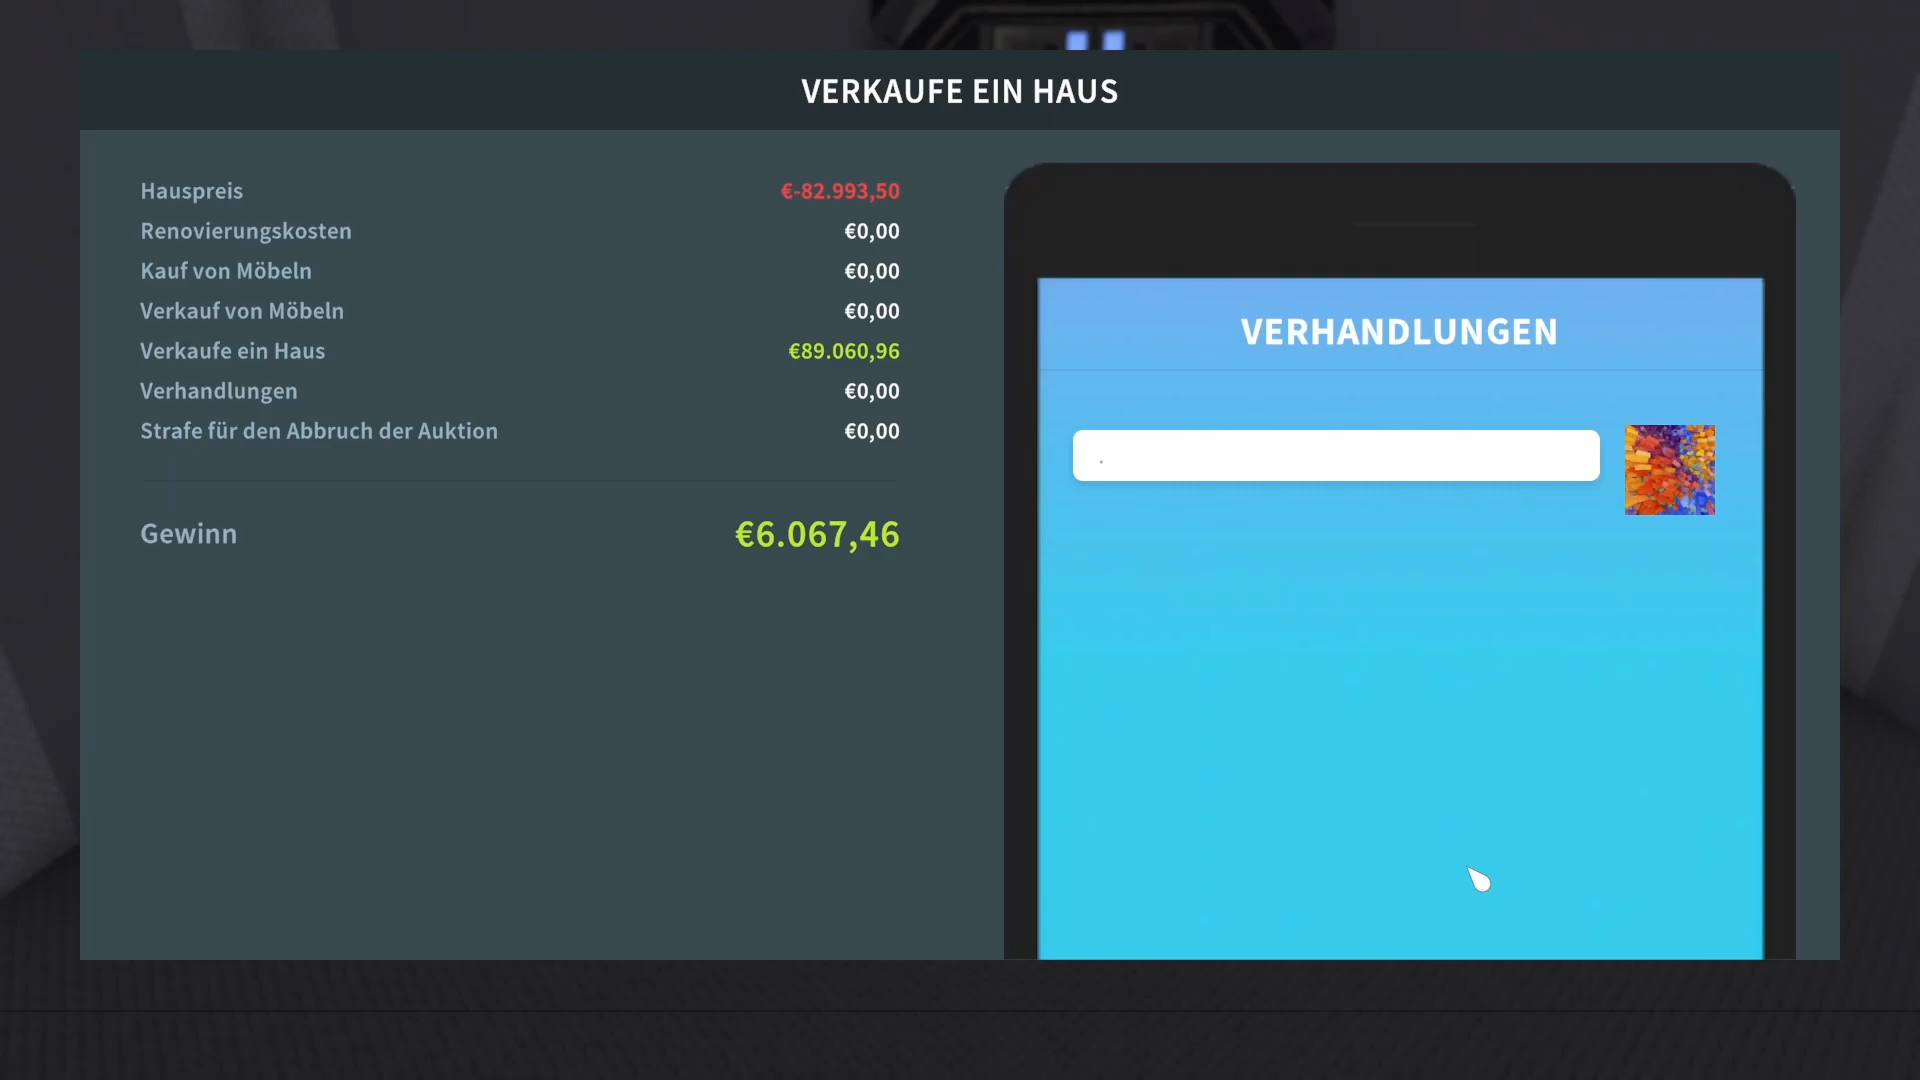 VERKAUFE EIN HAUS
Hauspreis €-82.993,50
Renovierungskosten €0,00
Kauf von Möbeln €0,00
Verkauf von Möbeln €0,00
Verkaufe ein Haus €89.060,96
Verhandlungen €0,00
Strafe für den Abbruch der Auktion €0,00
Gewinn €6.067,46
VERHANDLUNGEN
.